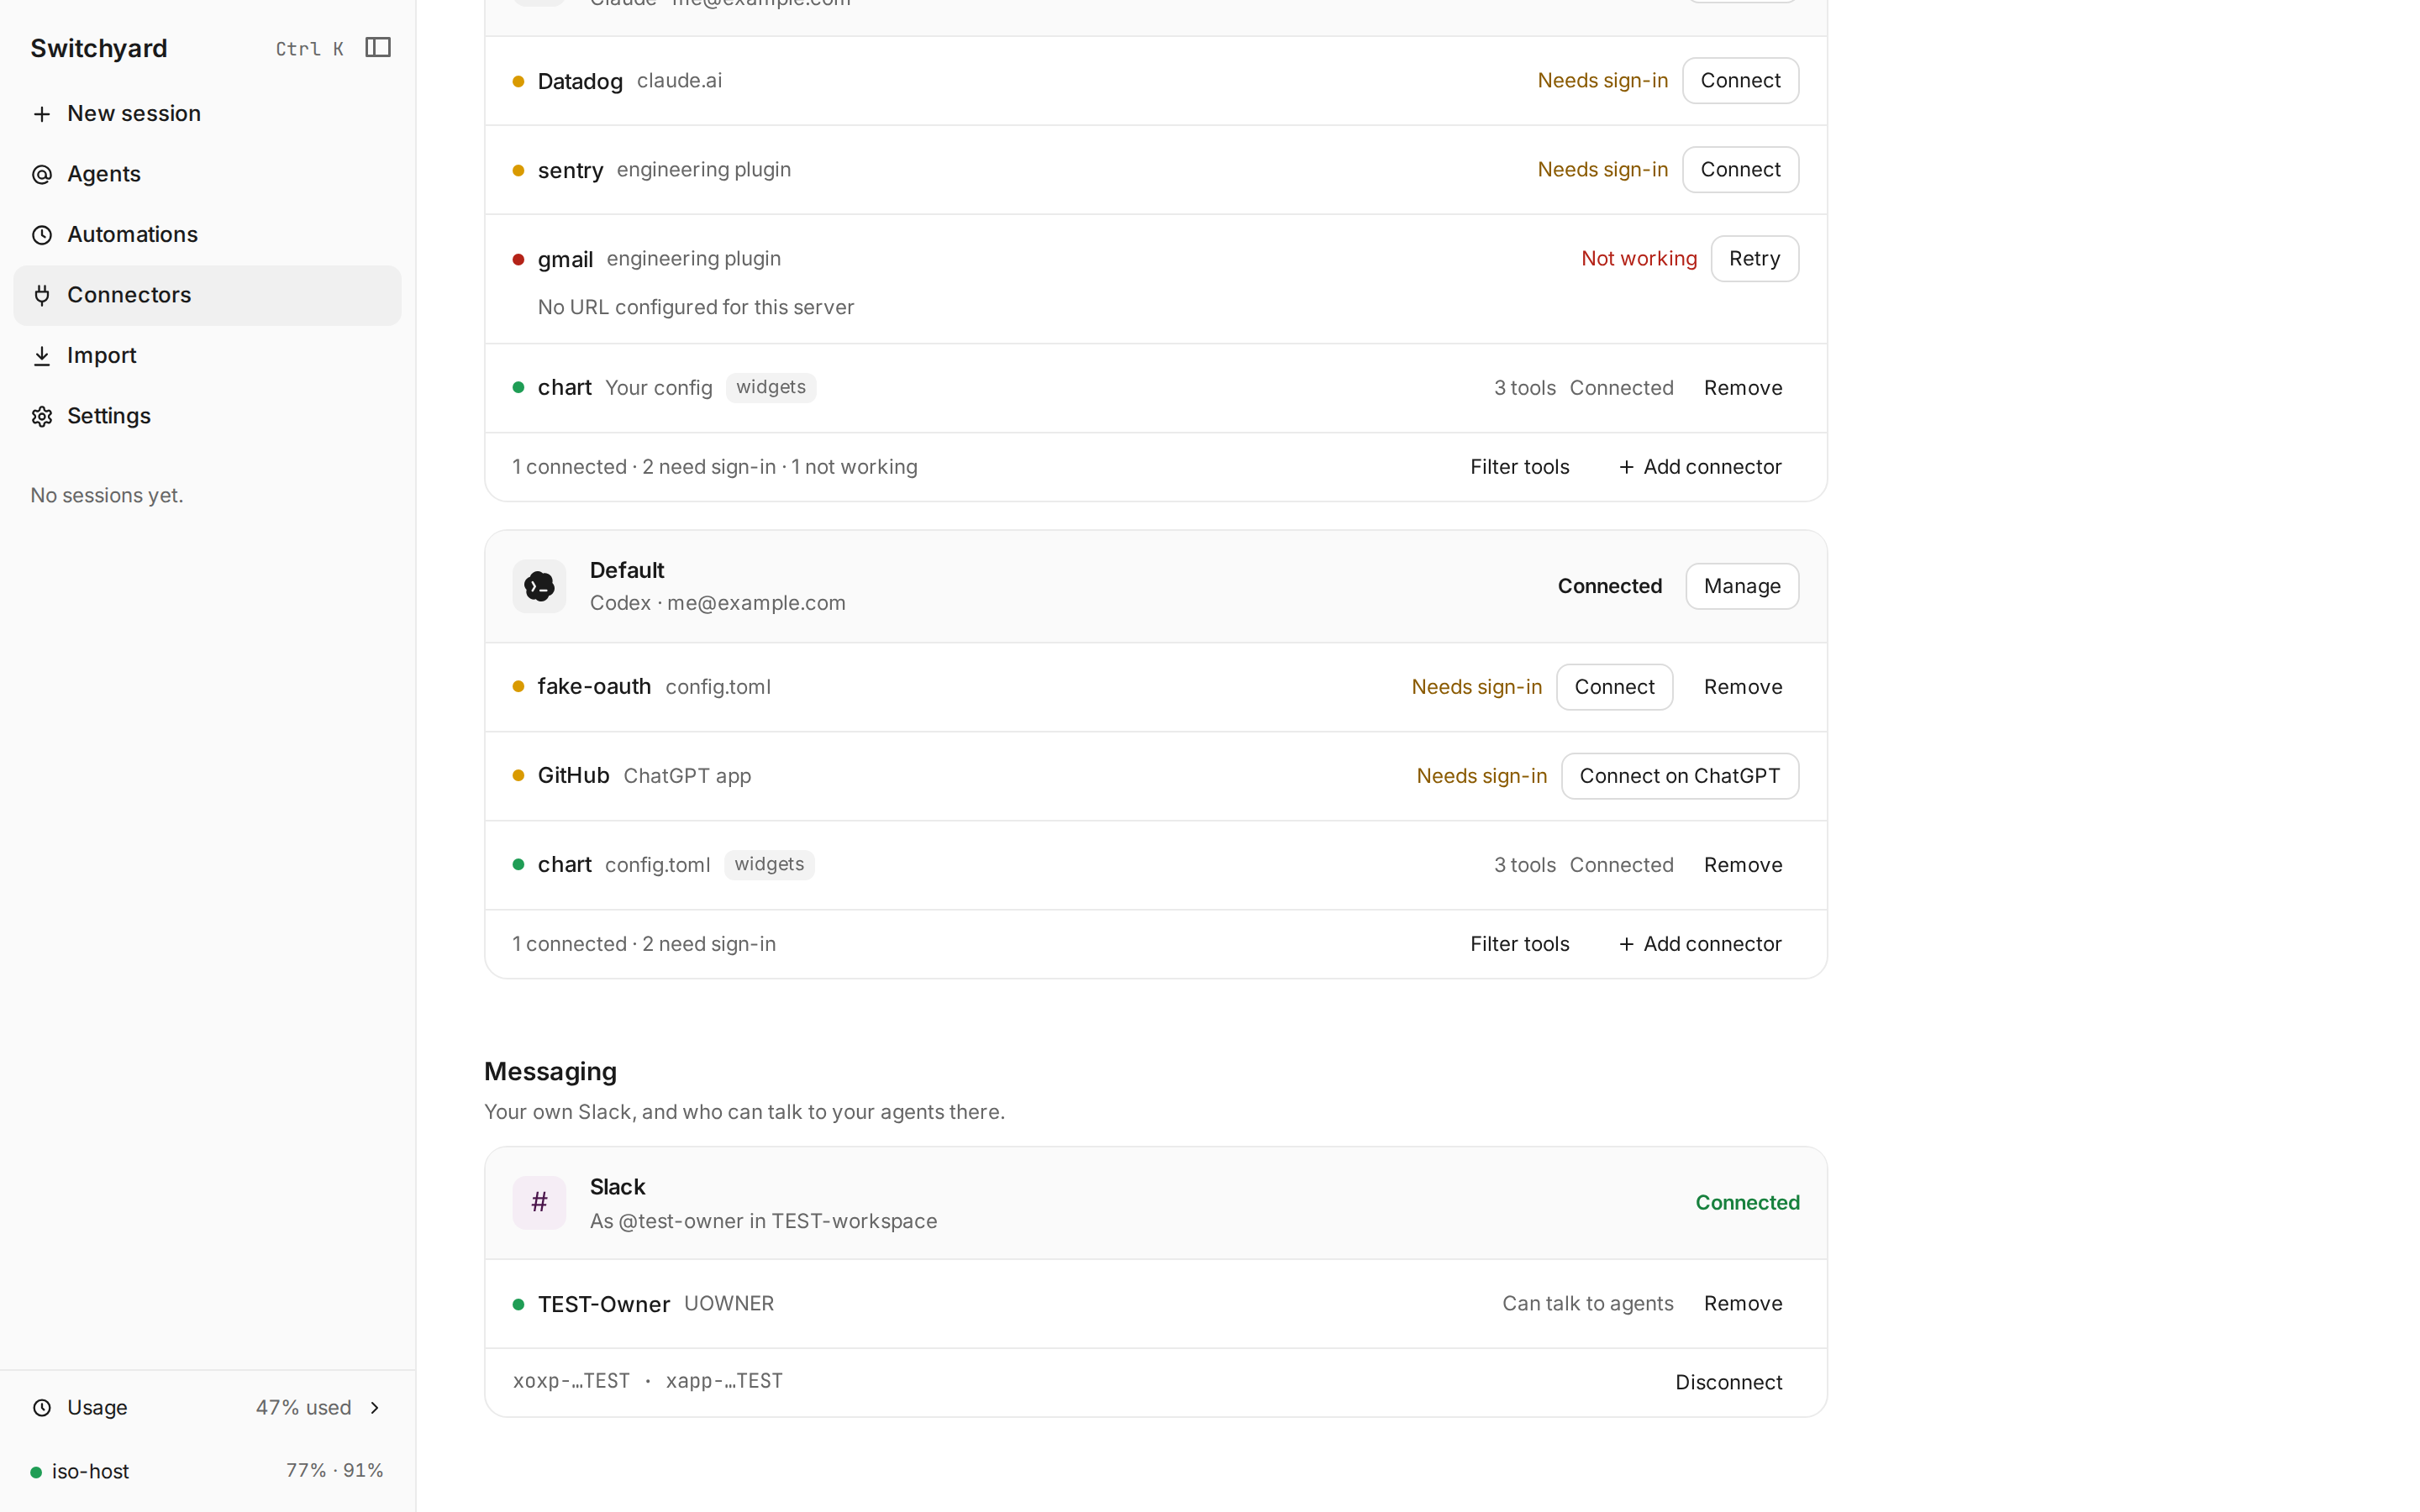 Switchyard Ctrl K
New session
Agents
Automations
Connectors
Import
Settings
No sessions yet.
Usage 47% used
iso-host 77% · 91%
Claude · me@example.com
Datadog claude.ai Needs sign-in Connect
sentry engineering plugin Needs sign-in Connect
gmail engineering plugin Not working Retry
No URL configured for this server
chart Your config widgets 3 tools Connected Remove
1 connected · 2 need sign-in · 1 not working Filter tools + Add connector
Default
Codex · me@example.com Connected Manage
fake-oauth config.toml Needs sign-in Connect Remove
GitHub ChatGPT app Needs sign-in Connect on ChatGPT
chart config.toml widgets 3 tools Connected Remove
1 connected · 2 need sign-in Filter tools + Add connector
Messaging
Your own Slack, and who can talk to your agents there.
# Slack
As @test-owner in TEST-workspace Connected
TEST-Owner UOWNER Can talk to agents Remove
xoxp-…TEST · xapp-…TEST Disconnect